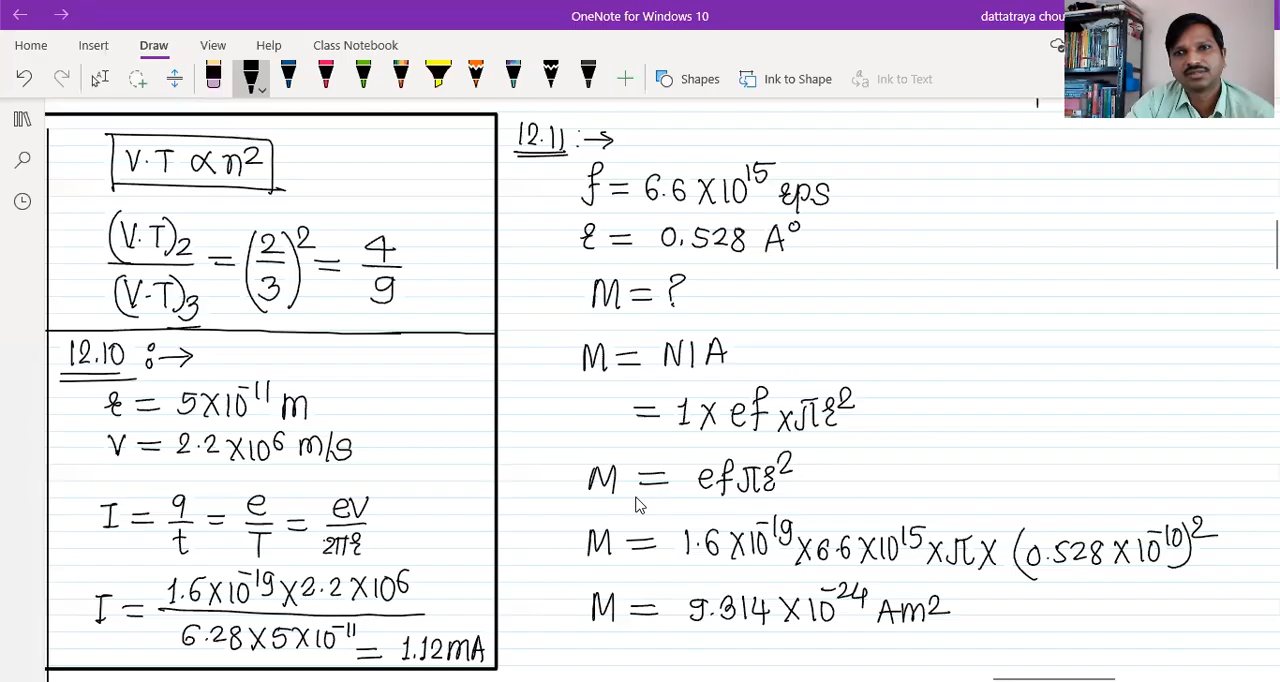 OneNote for Windows 10
dattatraya chou
Home Insert Draw View Help Class Notebook
Shapes Ink to Shape Ink to Text
V.T ∝ n²
(V.T)₂ / (V.T)₃ = (2/3)² = 4/9
12.10 :→
r = 5×10⁻¹¹ m
V = 2.2×10⁶ m/s
I = q/t = e/T = eV/2πr
I = 1.6×10⁻¹⁹×2.2×10⁶ / 6.28×5×10⁻¹¹ = 1.12mA
12.11 :→
f = 6.6×10¹⁵ rps
r = 0.528 A°
M = ?
M = NIA
= 1× ef ×πr²
M = efπr²
M = 1.6×10⁻¹⁹×6.6×10¹⁵×π×(0.528×10⁻¹⁰)²
M = 9.314×10⁻²⁴ Am2